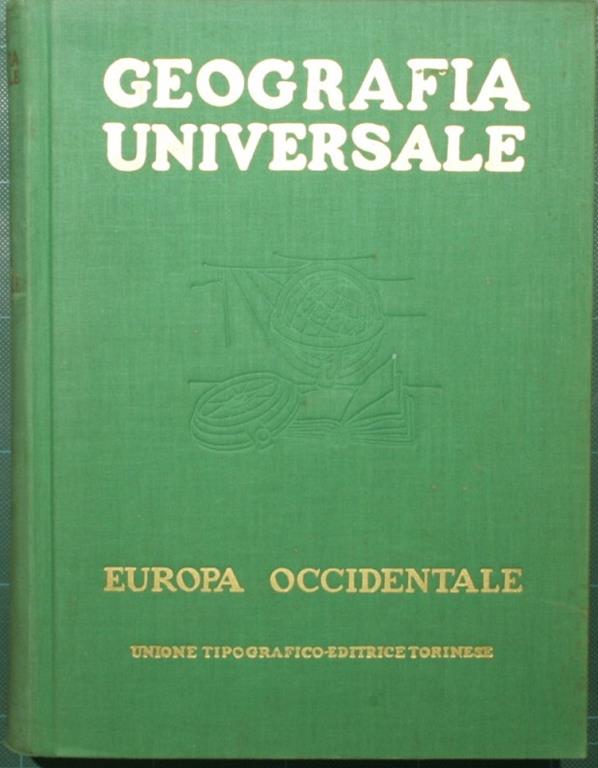 GEOGRAFIA
UNIVERSALE
EUROPA OCCIDENTALE
UNIONE TIPOGRAFICO-EDITRICE TORINESE